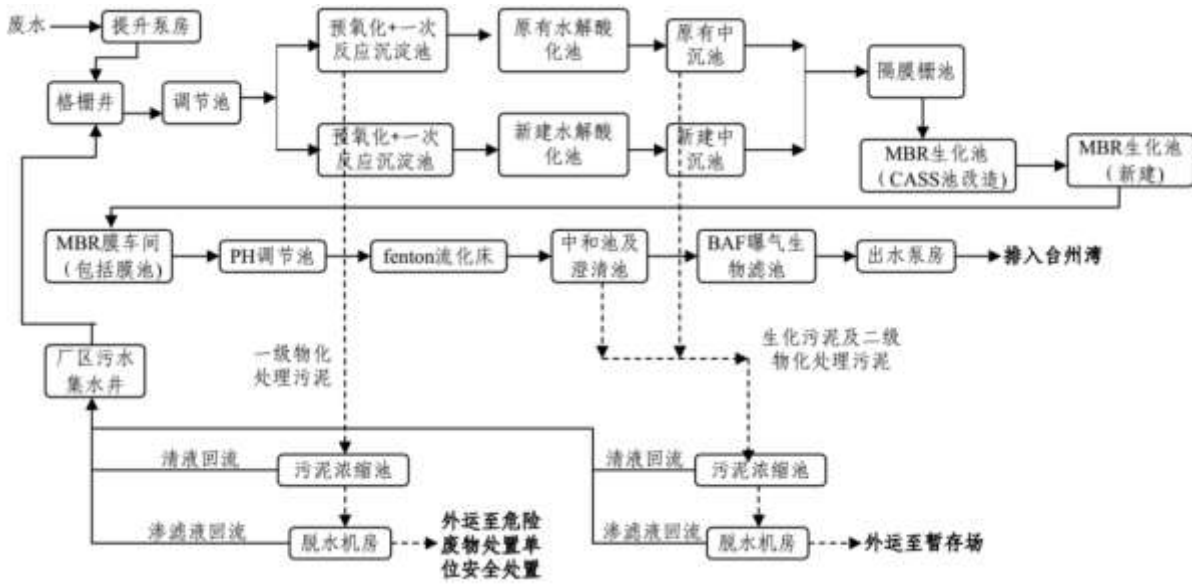 废水
提升泵房
预氧化+一次
反应沉淀池
原有水解酸
化池
原有中
沉池
格栅井
调节池
隔膜栅池
预氧化+一次
反应沉淀池
新建水解酸
化池
新建中
沉池
MBR生化池
（CASS池改造）
MBR生化池
（新建）
MBR膜车间
（包括膜池）
PH调节池
fenton流化床
中和池及
澄清池
BAF曝气生
物滤池
出水泵房
排入台州湾
厂区污水
集水井
一级物化
处理污泥
生化污泥及二级
物化处理污泥
清液回流
污泥浓缩池
清液回流
污泥浓缩池
渗滤液回流
脱水机房
外运至危险
废物处置单
位安全处置
渗滤液回流
脱水机房
外运至暂存场